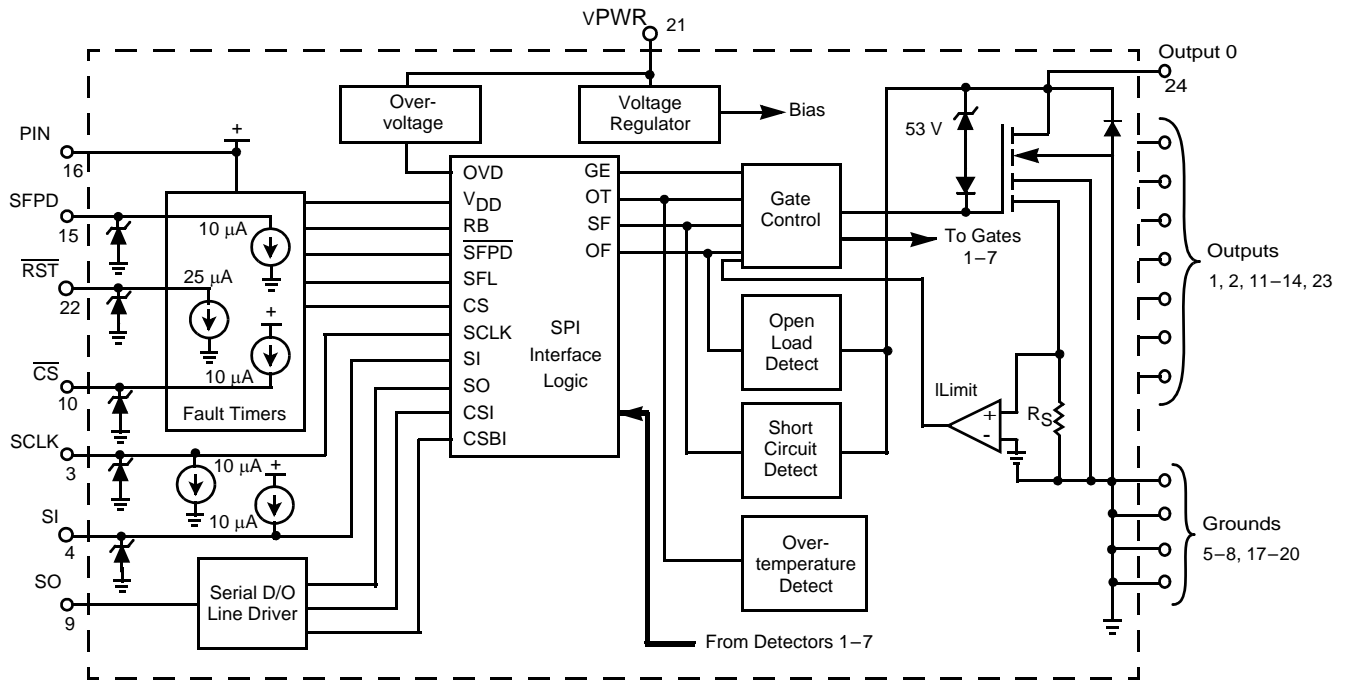 VPWR
21
Output 0
24
Over-
voltage
Voltage
Regulator
Bias
53 V
PIN
16
+
SFPD
15
10 µA
RST
22
25 µA
+
10 µA
CS
10
Fault Timers
SCLK
3
10 µA
+
10 µA
SI
4
SO
9
Serial D/O
Line Driver
OVD
VDD
RB
SFPD
SFL
CS
SCLK
SI
SO
CSI
CSBI
GE
OT
SF
OF
SPI
Interface
Logic
Gate
Control
To Gates
1–7
Open
Load
Detect
Short
Circuit
Detect
Over-
temperature
Detect
From Detectors 1–7
ILimit
+
-
RS
Outputs
1, 2, 11–14, 23
Grounds
5–8, 17–20